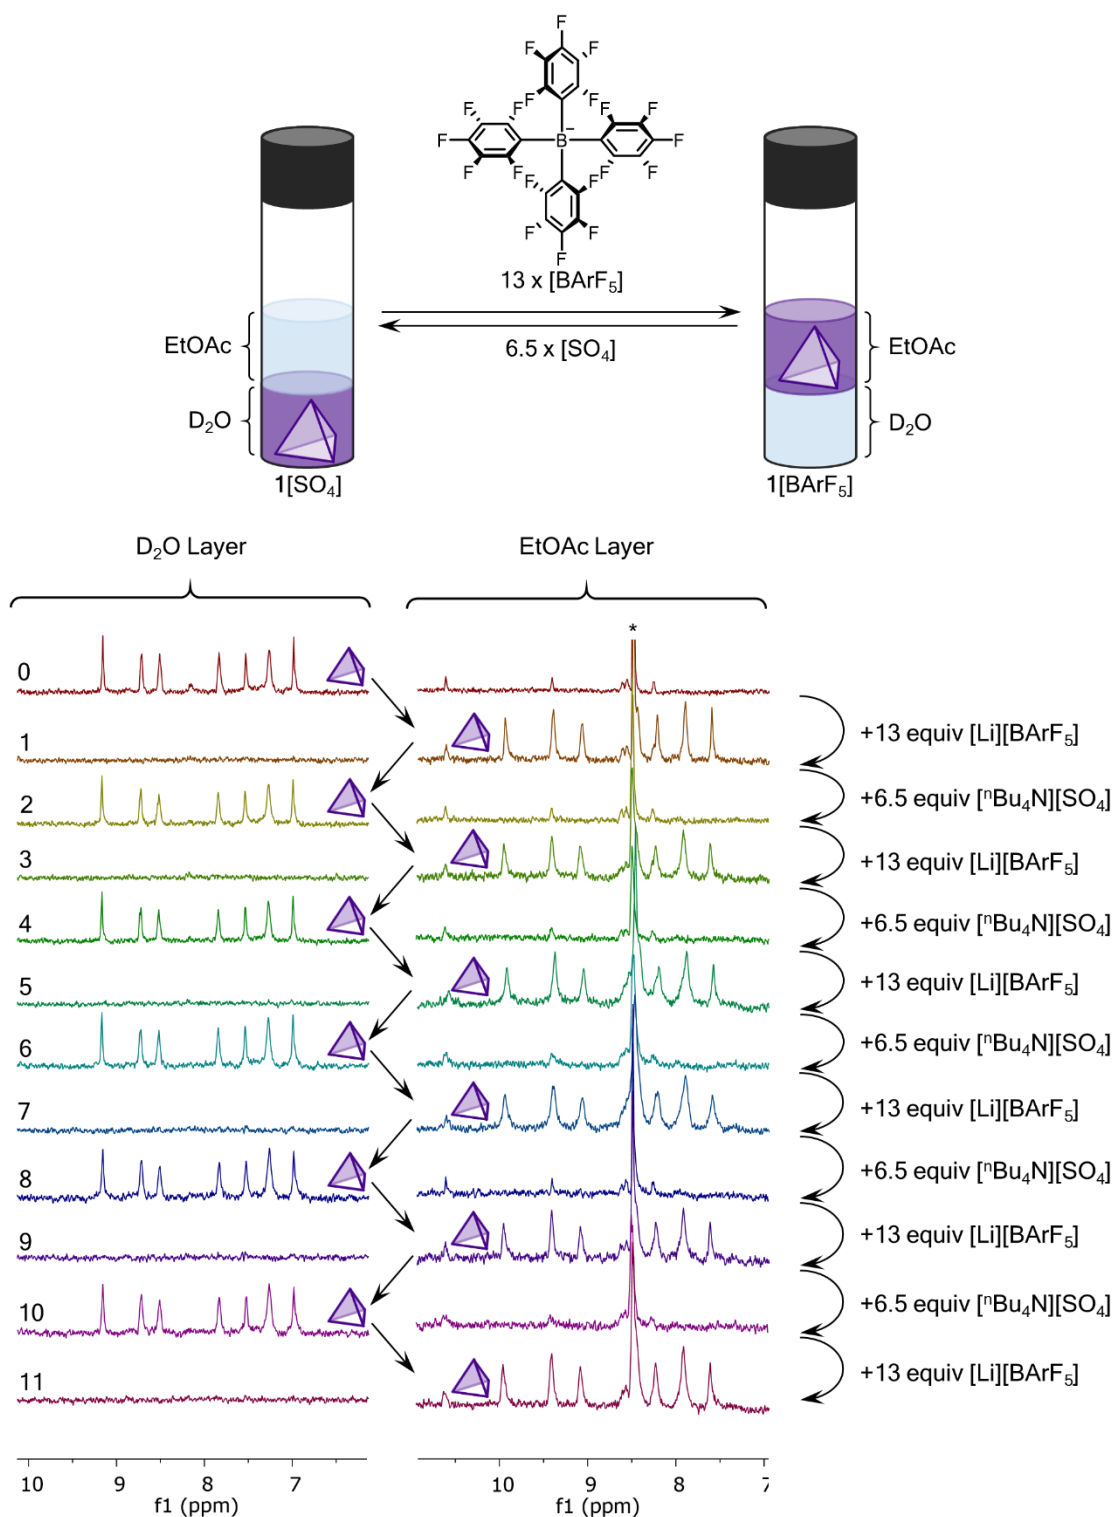 F F
F F
F
F F F F
F B− F
F F F F F F
F F
F F
F
13 x [BArF5]
6.5 x [SO4]
EtOAc
D2O
1[SO4]
EtOAc
D2O
1[BArF5]
D2O Layer
EtOAc Layer
*
0
1
2
3
4
5
6
7
8
9
10
11
+13 equiv [Li][BArF5]
+6.5 equiv [nBu4N][SO4]
+13 equiv [Li][BArF5]
+6.5 equiv [nBu4N][SO4]
+13 equiv [Li][BArF5]
+6.5 equiv [nBu4N][SO4]
+13 equiv [Li][BArF5]
+6.5 equiv [nBu4N][SO4]
+13 equiv [Li][BArF5]
+6.5 equiv [nBu4N][SO4]
+13 equiv [Li][BArF5]
10 9 8 7
f1 (ppm)
10 9 8 7
f1 (ppm)